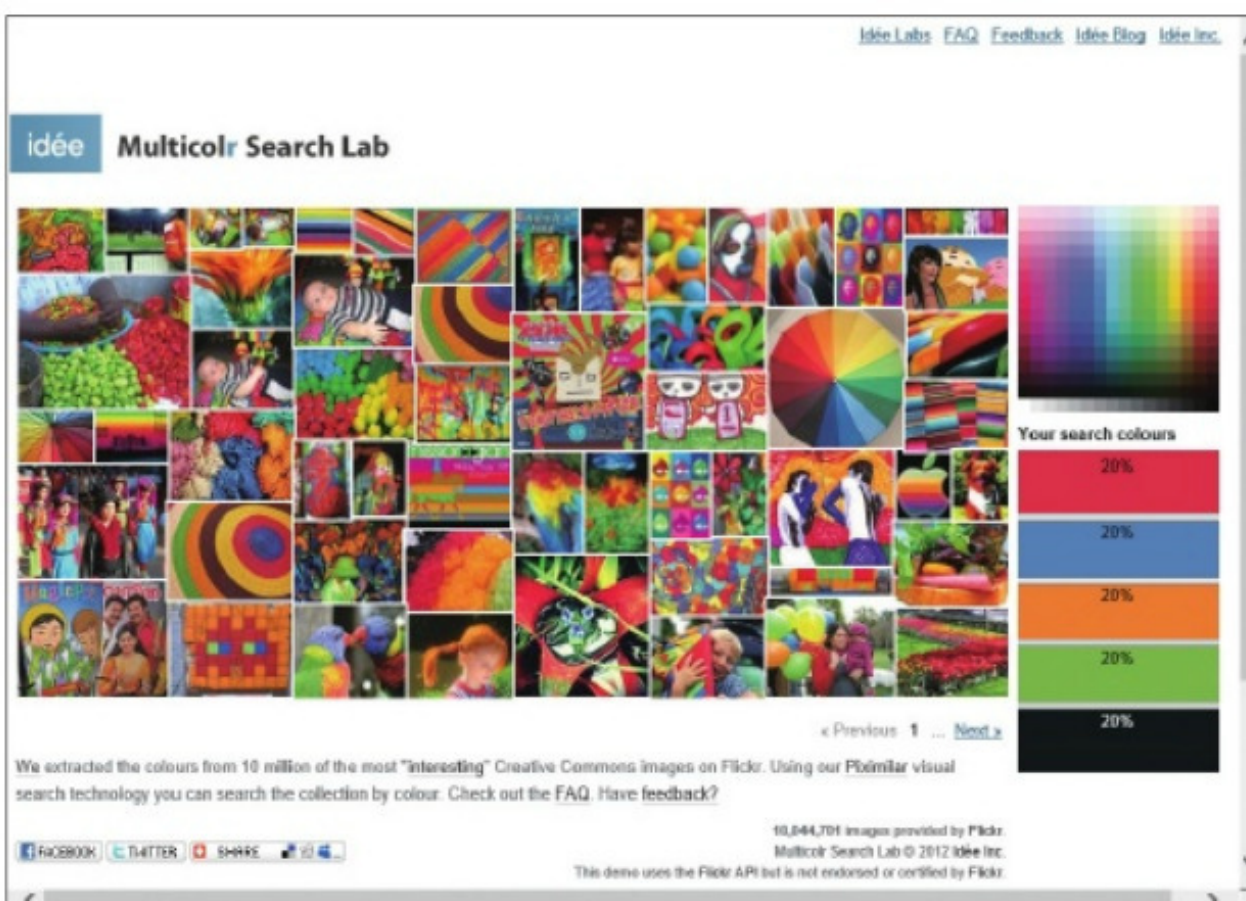 Idée Labs FAQ Feedback Idée Blog Idée Inc.
idée Multicolr Search Lab
Your search colours
20%
20%
20%
20%
20%
« Previous 1 ... Next »
We extracted the colours from 10 million of the most "interesting" Creative Commons images on Flickr. Using our Piximilar visual
search technology you can search the collection by colour. Check out the FAQ. Have feedback?
FACEBOOK TWITTER SHARE
10,044,701 images provided by Flickr.
Multicolr Search Lab © 2012 Idée Inc.
This demo uses the Flickr API but is not endorsed or certified by Flickr.